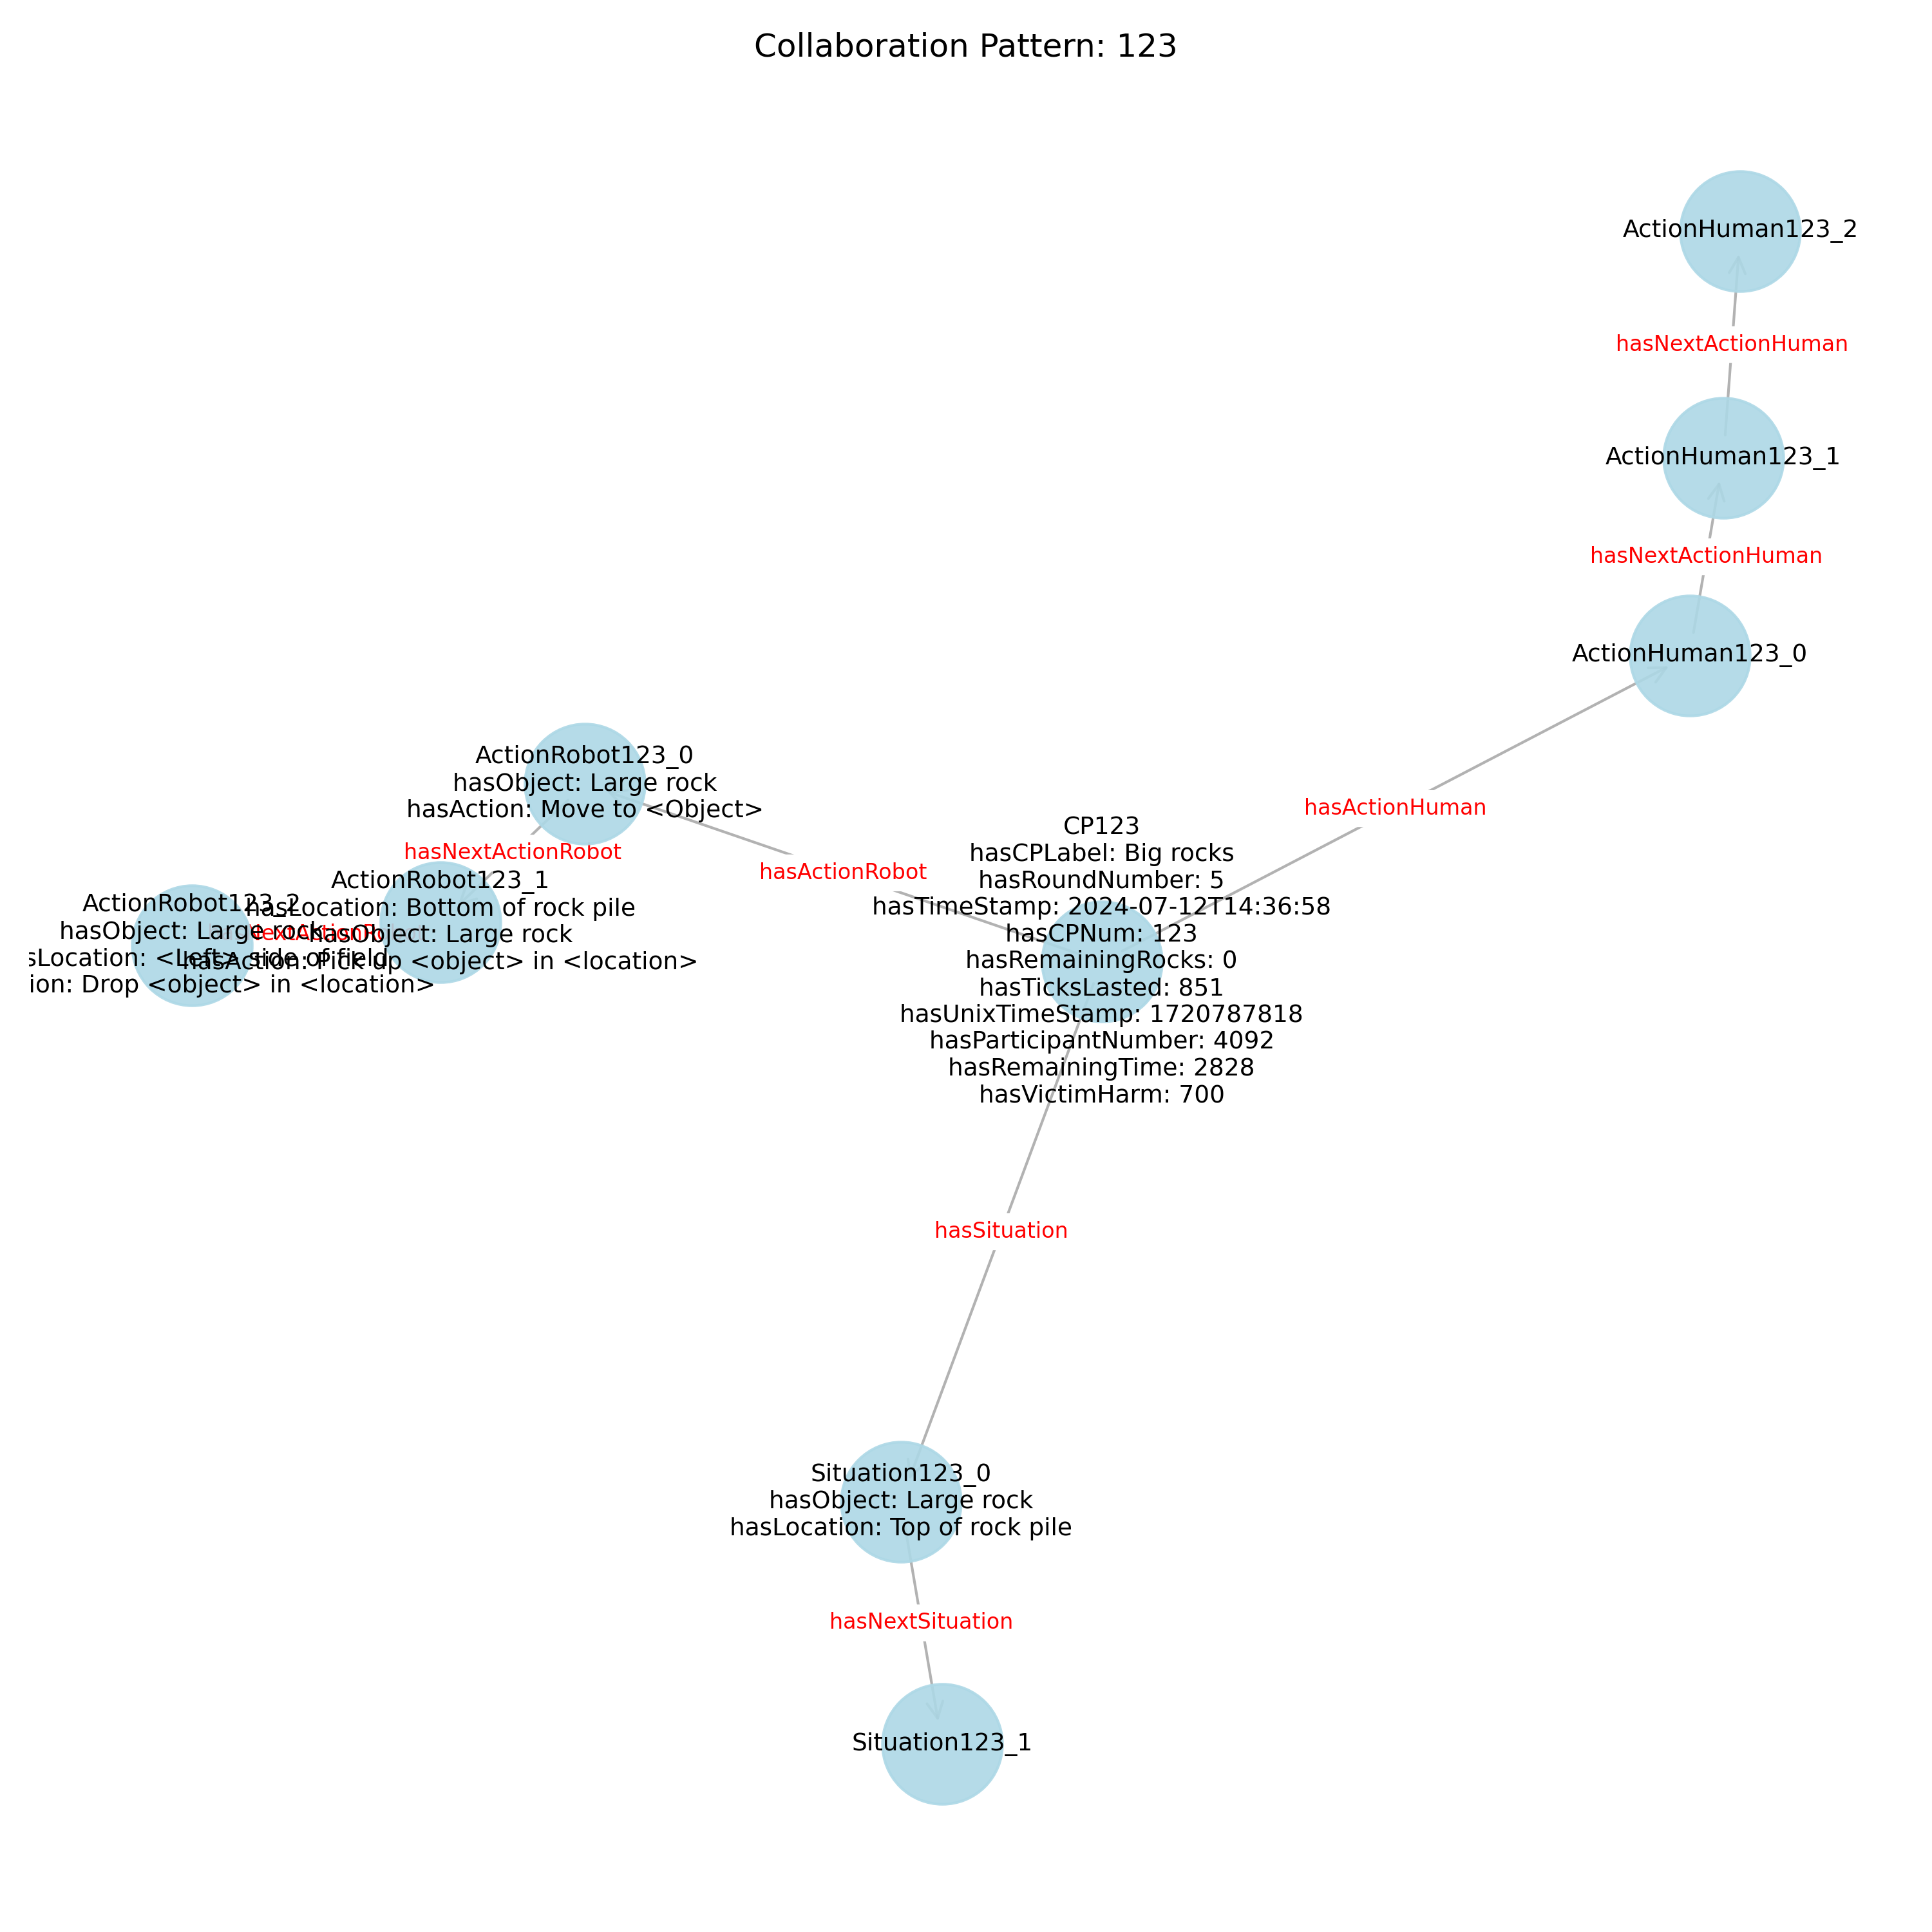 Collaboration Pattern: 123
ActionHuman123_2
hasNextActionHuman
ActionHuman123_1
hasNextActionHuman
ActionHuman123_0
hasActionHuman
ActionRobot123_0
hasObject: Large rock
hasAction: Move to <Object>
hasNextActionRobot
hasActionRobot
ActionRobot123_1
hasLocation: Bottom of rock pile
hasObject: Large rock
hasAction: Pick up <object> in <location>
ActionRobot123_2
hasObject: Large rock
sLocation: <Left> side of field
ion: Drop <object> in <location>
CP123
hasCPLabel: Big rocks
hasRoundNumber: 5
hasTimeStamp: 2024-07-12T14:36:58
hasCPNum: 123
hasRemainingRocks: 0
hasTicksLasted: 851
hasUnixTimeStamp: 1720787818
hasParticipantNumber: 4092
hasRemainingTime: 2828
hasVictimHarm: 700
hasSituation
Situation123_0
hasObject: Large rock
hasLocation: Top of rock pile
hasNextSituation
Situation123_1